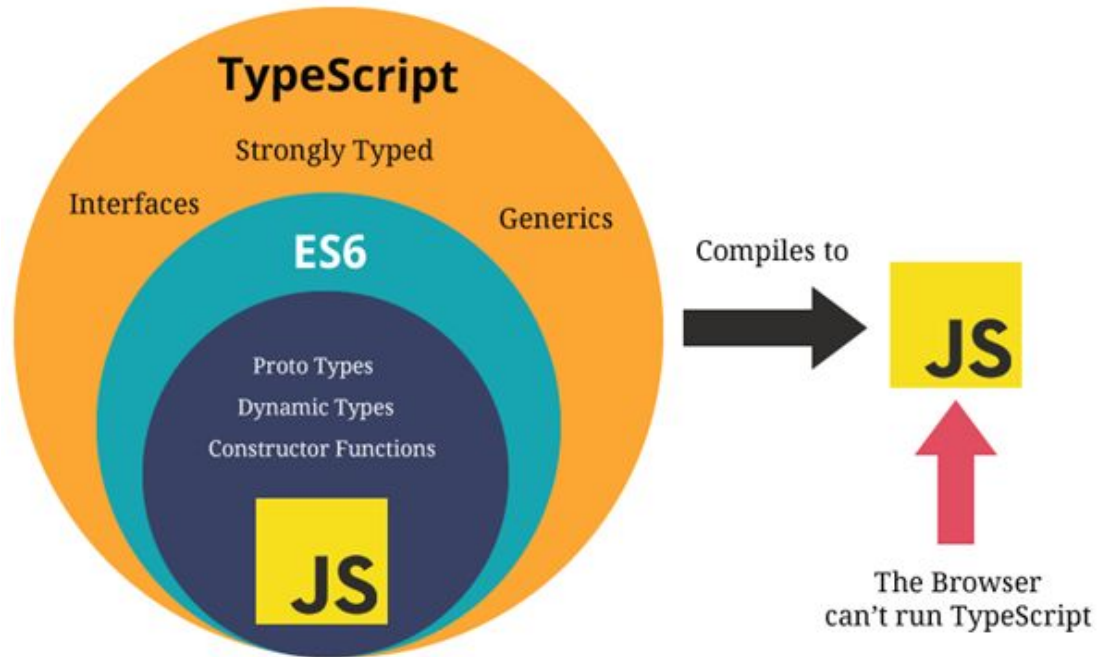 TypeScript
Strongly Typed
Interfaces
Generics
ES6
Proto Types
Dynamic Types
Constructor Functions
JS
Compiles to
JS
The Browser
can't run TypeScript